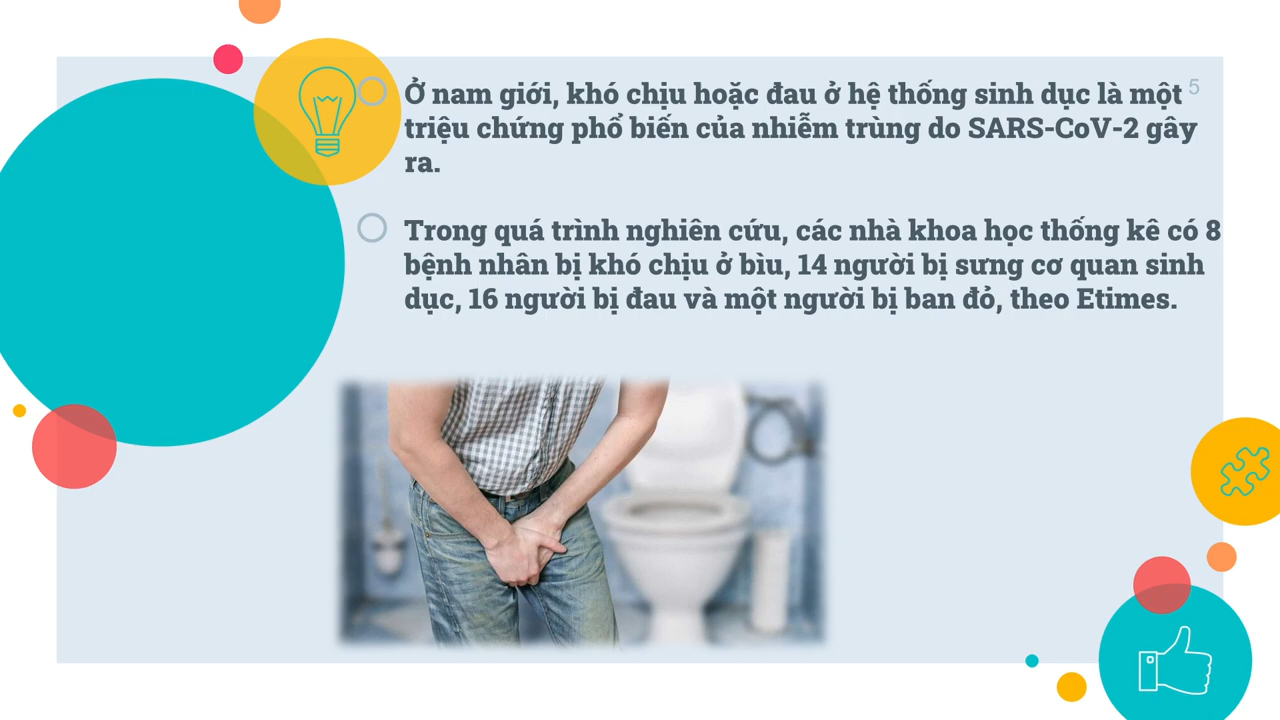 Ở nam giới, khó chịu hoặc đau ở hệ thống sinh dục là một
triệu chứng phổ biến của nhiễm trùng do SARS-CoV-2 gây
ra.
5
Trong quá trình nghiên cứu, các nhà khoa học thống kê có 8
bệnh nhân bị khó chịu ở bìu, 14 người bị sưng cơ quan sinh
dục, 16 người bị đau và một người bị ban đỏ, theo Etimes.